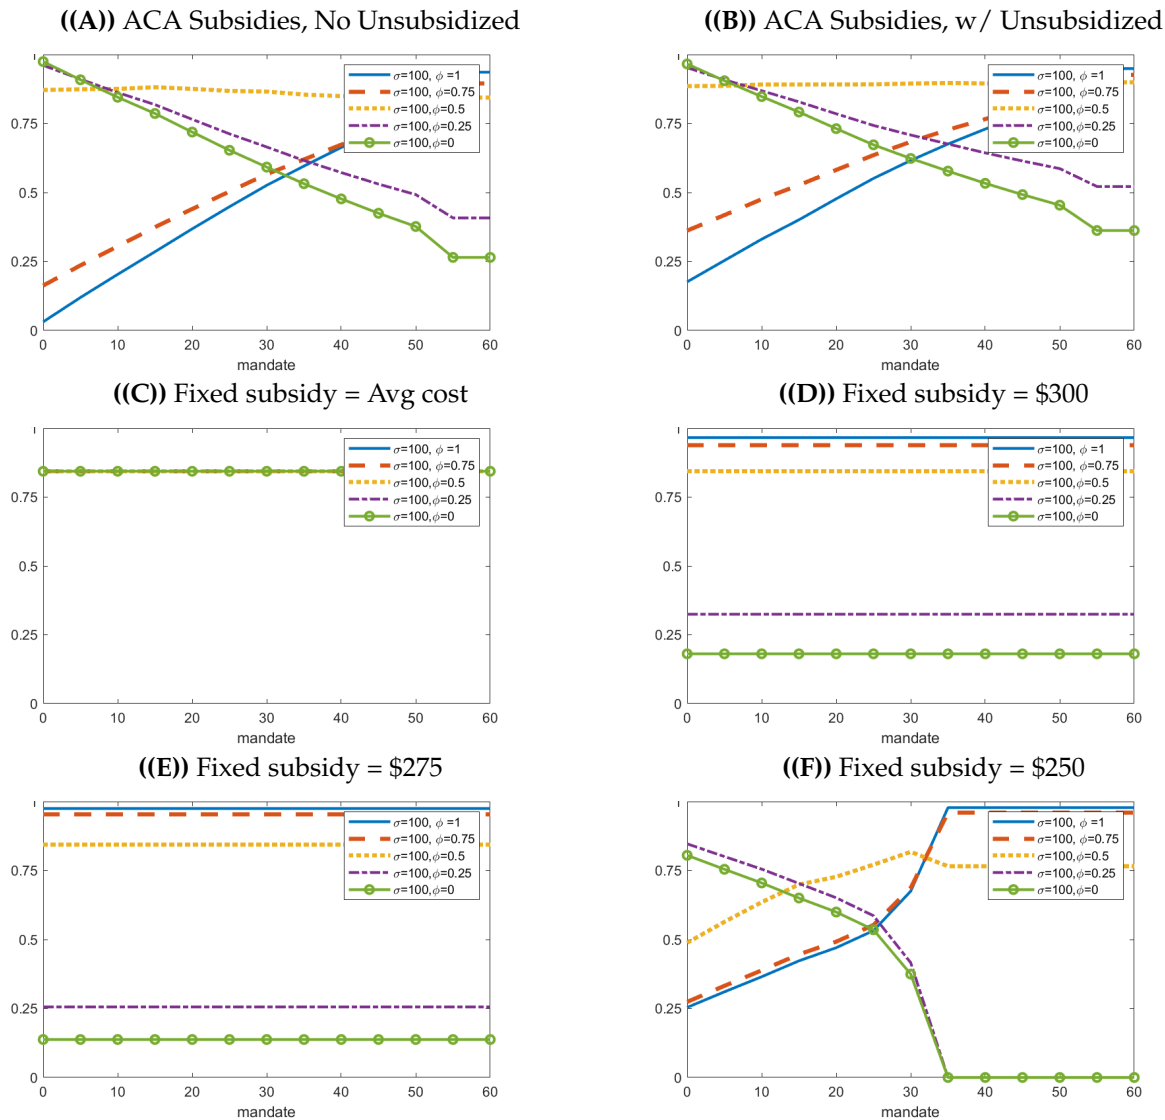 ((A)) ACA Subsidies, No Unsubsidized
((B)) ACA Subsidies, w/ Unsubsidized
σ=100, ϕ =1
σ=100, ϕ=0.75
σ=100,ϕ=0.5
σ=100,ϕ=0.25
σ=100,ϕ=0
0.75
0.5
0.25
0
0 10 20 30 40 50 60
mandate
σ=100, ϕ =1
σ=100, ϕ=0.75
σ=100,ϕ=0.5
σ=100,ϕ=0.25
σ=100,ϕ=0
0.75
0.5
0.25
0
0 10 20 30 40 50 60
mandate
((C)) Fixed subsidy = Avg cost
((D)) Fixed subsidy = $300
σ=100, ϕ =1
σ=100, ϕ=0.75
σ=100,ϕ=0.5
σ=100,ϕ=0.25
σ=100,ϕ=0
0.75
0.5
0.25
0
0 10 20 30 40 50 60
mandate
σ=100, ϕ =1
σ=100, ϕ=0.75
σ=100,ϕ=0.5
σ=100,ϕ=0.25
σ=100,ϕ=0
0.75
0.5
0.25
0
0 10 20 30 40 50 60
mandate
((E)) Fixed subsidy = $275
((F)) Fixed subsidy = $250
σ=100, ϕ =1
σ=100, ϕ=0.75
σ=100,ϕ=0.5
σ=100,ϕ=0.25
σ=100,ϕ=0
0.75
0.5
0.25
0
0 10 20 30 40 50 60
mandate
σ=100, ϕ =1
σ=100, ϕ=0.75
σ=100,ϕ=0.5
σ=100,ϕ=0.25
σ=100,ϕ=0
0.75
0.5
0.25
0
0 10 20 30 40 50 60
mandate